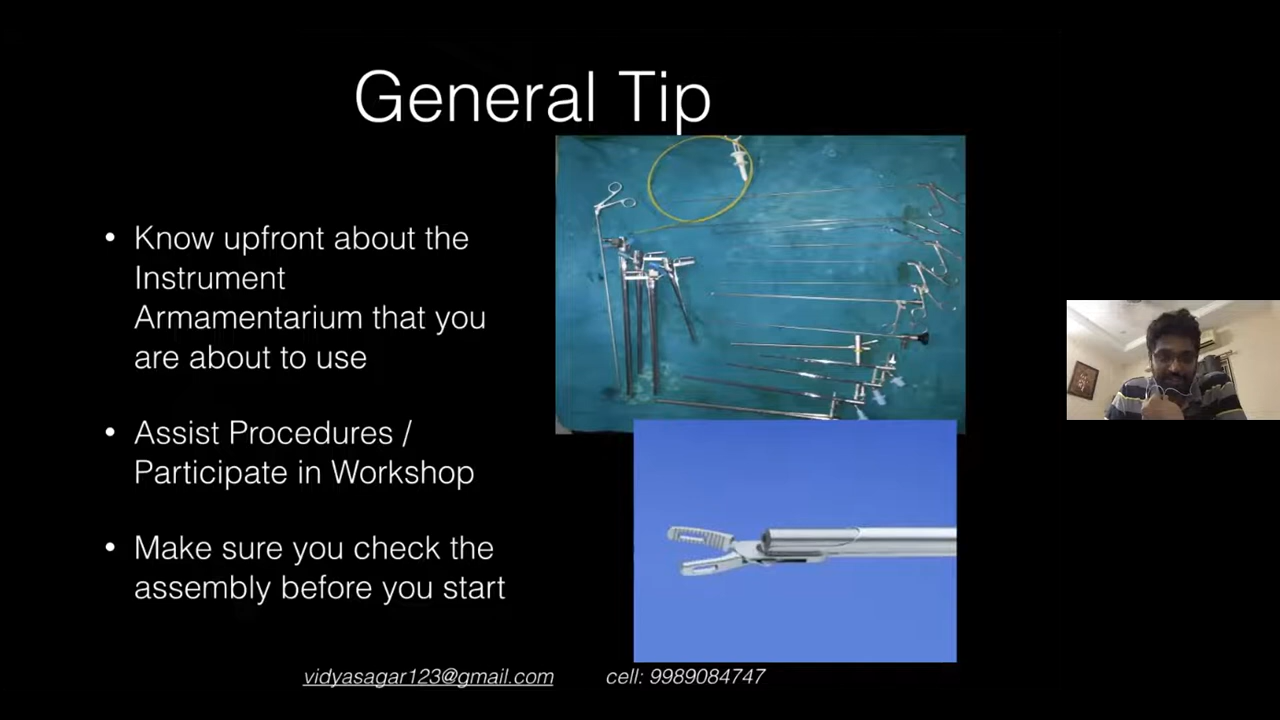 General Tip
• Know upfront about the
Instrument
Armamentarium that you
are about to use
• Assist Procedures /
Participate in Workshop
• Make sure you check the
assembly before you start
vidyasagar123@gmail.com cell: 9989084747